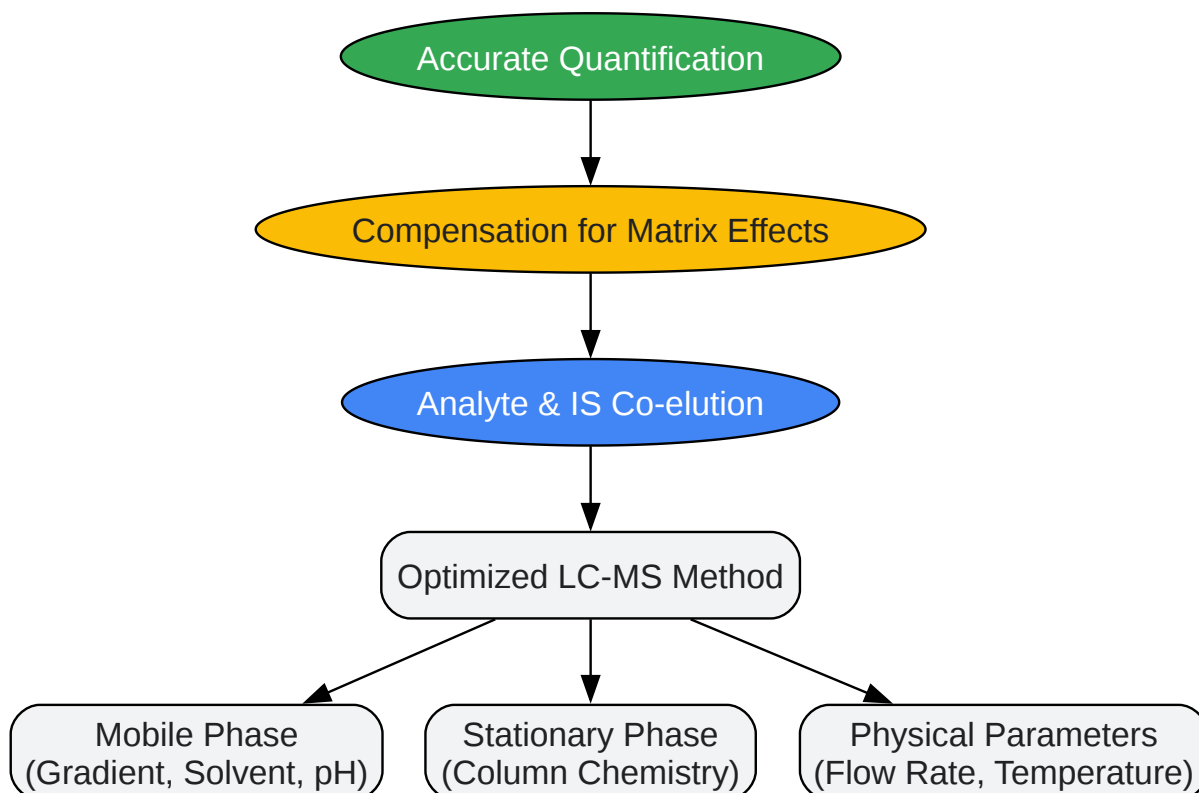 Accurate Quantification
Compensation for Matrix Effects
Analyte & IS Co-elution
Optimized LC-MS Method
Mobile Phase
(Gradient, Solvent, pH)
Stationary Phase
(Column Chemistry)
Physical Parameters
(Flow Rate, Temperature)